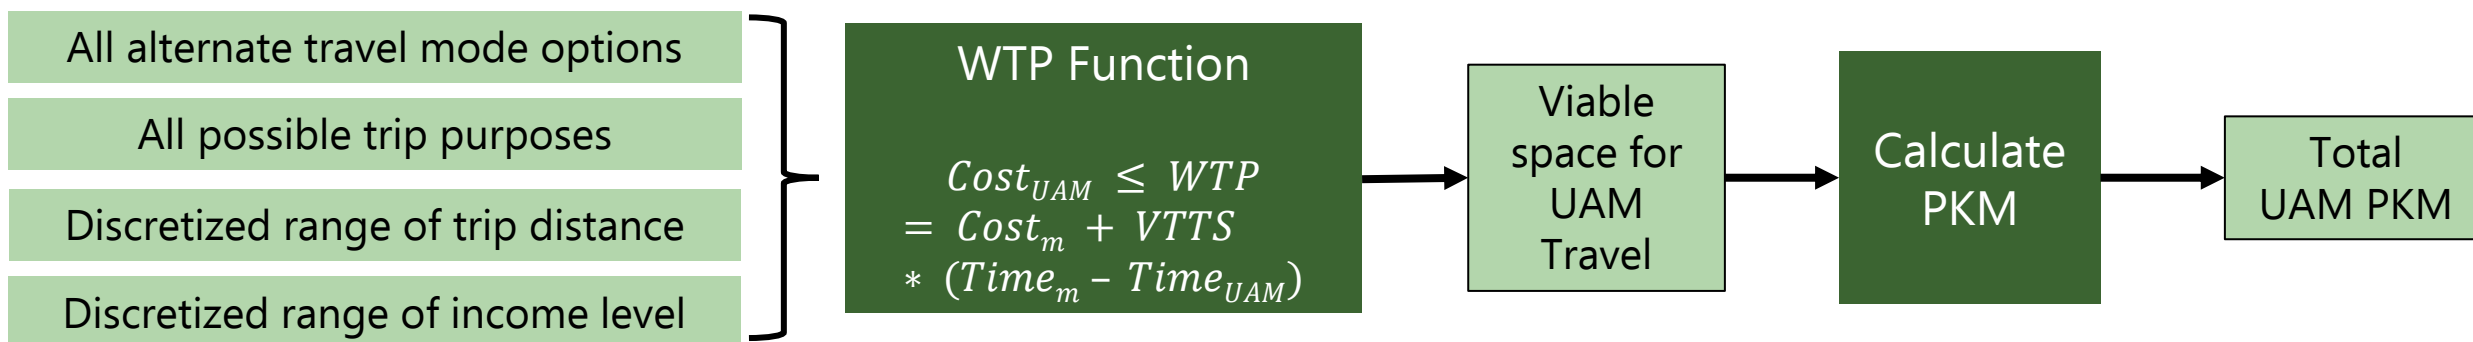 All alternate travel mode options
All possible trip purposes
Discretized range of trip distance
Discretized range of income level
WTP Function
Cost_UAM ≤ WTP
= Cost_m + VTTS
* (Time_m – Time_UAM)
Viable
space for
UAM
Travel
Calculate
PKM
Total
UAM PKM